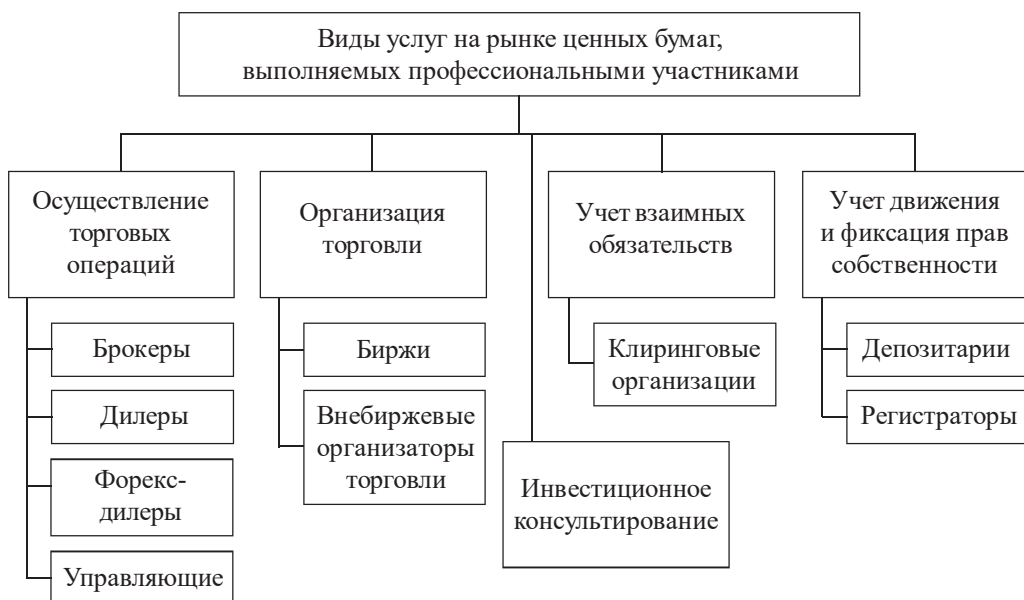 Виды услуг на рынке ценных бумаг,
выполняемых профессиональными участниками
Осуществление
торговых
операций
Брокеры
Дилеры
Форекс-
дилеры
Управляющие
Организация
торговли
Биржи
Внебиржевые
организаторы
торговли
Инвестиционное
консультирование
Учет взаимных
обязательств
Клиринговые
организации
Учет движения
и фиксация прав
собственности
Депозитарии
Регистраторы